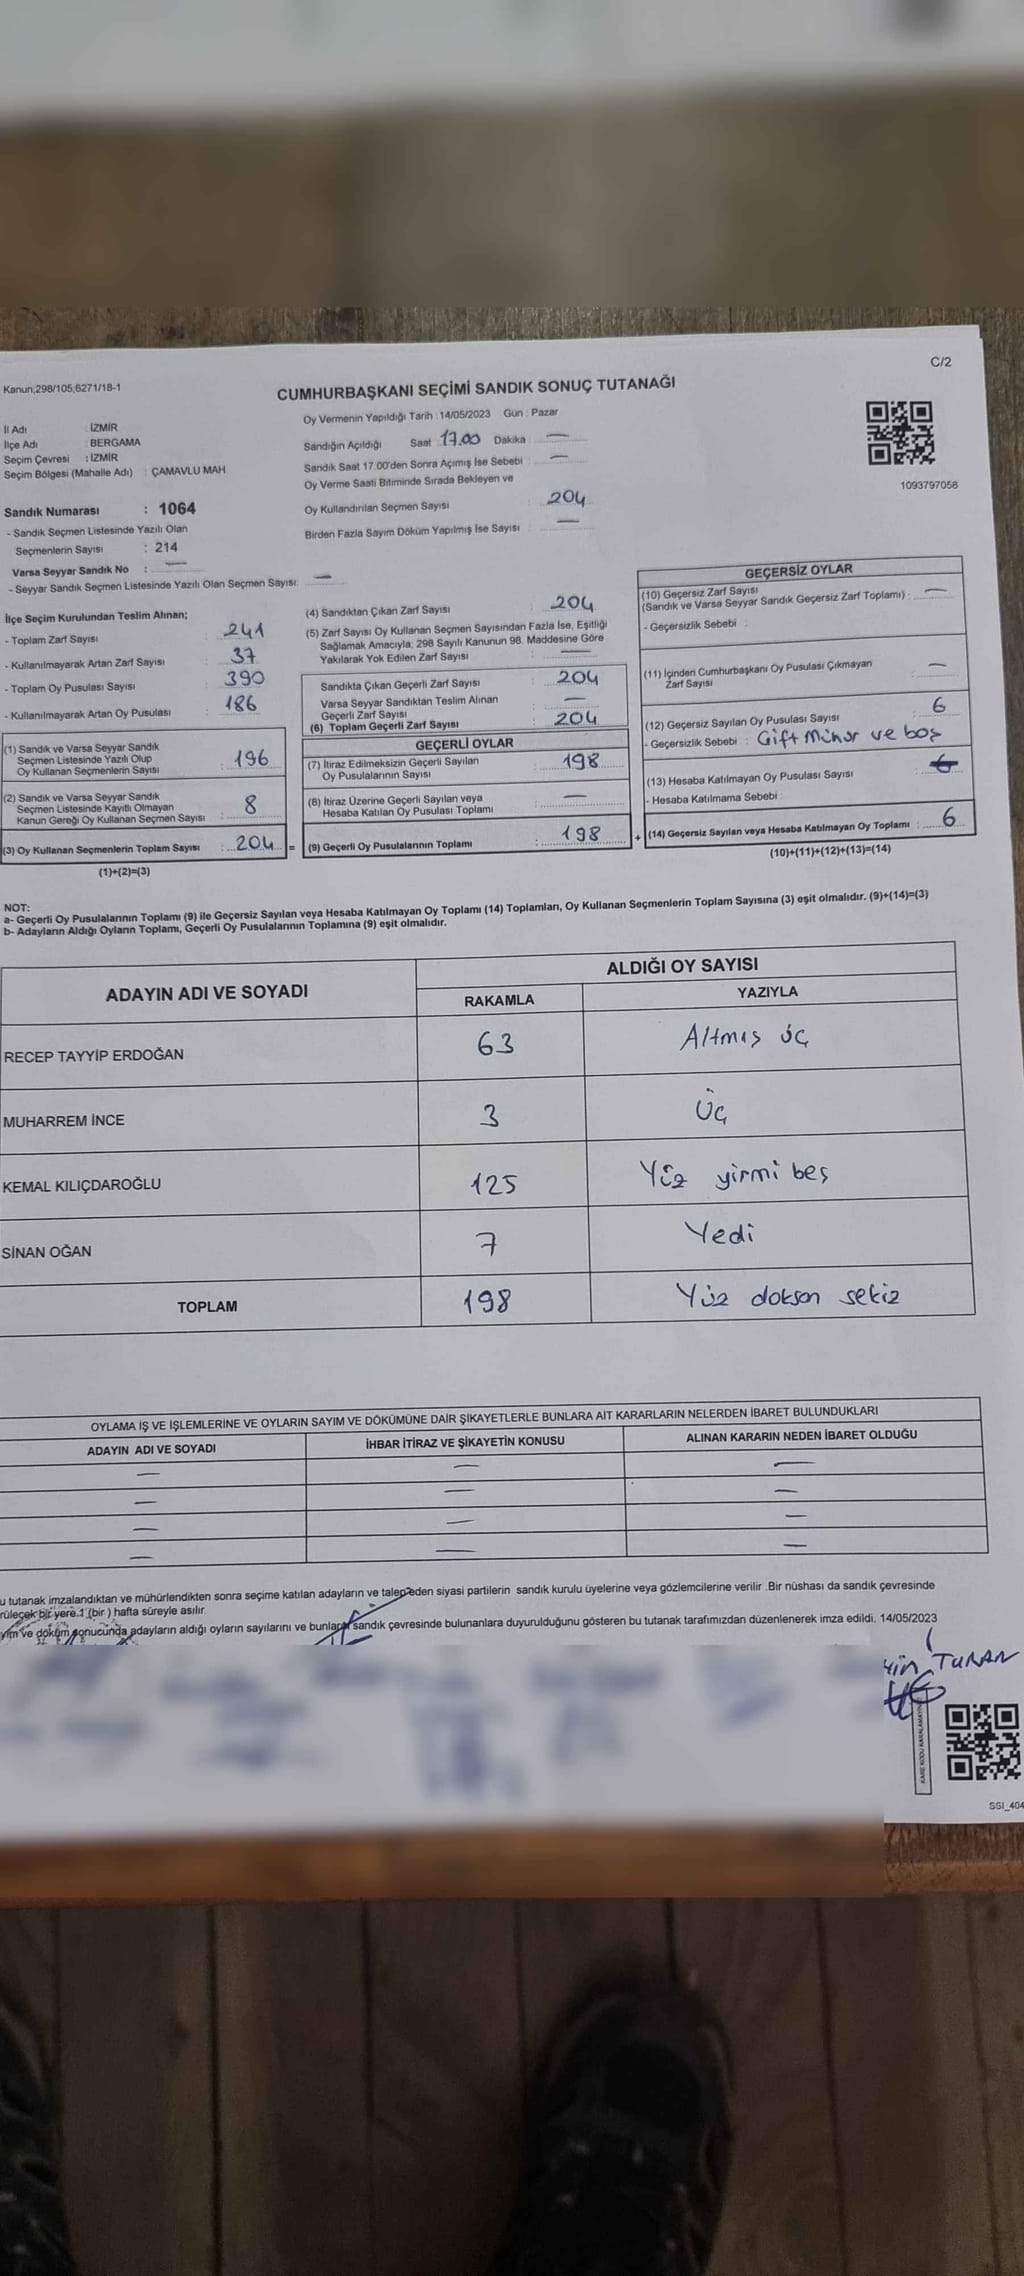 C/2
Kanun;298/105;6271/18-1
CUMHURBAŞKANI SEÇİMİ SANDIK SONUÇ TUTANAĞI
İl Adı : İZMİR
İlçe Adı : BERGAMA
Seçim Çevresi : İZMİR
Seçim Bölgesi (Mahalle Adı) : ÇAMAVLU MAH.
Sandık Numarası : 1064
- Sandık Seçmen Listesinde Yazılı Olan
Seçmenlerin Sayısı : 214
Varsa Seyyar Sandık No : —
- Seyyar Sandık Seçmen Listesinde Yazılı Olan Seçmen Sayısı: —
Oy Vermenin Yapıldığı Tarih : 14/05/2023 Gün : Pazar
Sandığın Açıldığı Saat 17.00 Dakika : —
Sandık Saat 17:00'den Sonra Açımış İse Sebebi : —
Oy Verme Saati Bitiminde Sırada Bekleyen ve
Oy Kullandırılan Seçmen Sayısı : 204
Birden Fazla Sayım Döküm Yapılmış İse Sayısı : —
1093797058
İlçe Seçim Kurulundan Teslim Alınan;
- Toplam Zarf Sayısı : 241
- Kullanılmayarak Artan Zarf Sayısı : 37
- Toplam Oy Pusulası Sayısı : 390
- Kullanılmayarak Artan Oy Pusulası : 186
(1) Sandık ve Varsa Seyyar Sandık
Seçmen Listesinde Yazılı Olup
Oy Kullanan Seçmenlerin Sayısı : 196
(2) Sandık ve Varsa Seyyar Sandık
Seçmen Listesinde Kayıtlı Olmayan
Kanun Gereği Oy Kullanan Seçmen Sayısı : 8
(3) Oy Kullanan Seçmenlerin Toplam Sayısı : 204 =
(1)+(2)=(3)
(4) Sandıktan Çıkan Zarf Sayısı : 204
(5) Zarf Sayısı Oy Kullanan Seçmen Sayısından Fazla İse, Eşitliği
Sağlamak Amacıyla, 298 Sayılı Kanunun 98. Maddesine Göre
Yakılarak Yok Edilen Zarf Sayısı : —
Sandıkta Çıkan Geçerli Zarf Sayısı : 204
Varsa Seyyar Sandıktan Teslim Alınan
Geçerli Zarf Sayısı : —
(6) Toplam Geçerli Zarf Sayısı : 204
GEÇERLİ OYLAR
(7) İtiraz Edilmeksizin Geçerli Sayılan
Oy Pusulalarının Sayısı : 198
(8) İtiraz Üzerine Geçerli Sayılan veya
Hesaba Katılan Oy Pusulası Toplamı : —
(9) Geçerli Oy Pusulalarının Toplamı : 198 +
GEÇERSİZ OYLAR
(10) Geçersiz Zarf Sayısı
(Sandık ve Varsa Seyyar Sandık Geçersiz Zarf Toplamı) : —
- Geçersizlik Sebebi :
(11) İçinden Cumhurbaşkanı Oy Pusulası Çıkmayan
Zarf Sayısı : —
(12) Geçersiz Sayılan Oy Pusulası Sayısı : 6
- Geçersizlik Sebebi : Çift Mühür ve boş
(13) Hesaba Katılmayan Oy Pusulası Sayısı : 6
- Hesaba Katılmama Sebebi :
(14) Geçersiz Sayılan veya Hesaba Katılmayan Oy Toplamı : 6
(10)+(11)+(12)+(13)=(14)
NOT:
a- Geçerli Oy Pusulalarının Toplamı (9) ile Geçersiz Sayılan veya Hesaba Katılmayan Oy Toplamı (14) Toplamları, Oy Kullanan Seçmenlerin Toplam Sayısına (3) eşit olmalıdır. (9)+(14)=(3)
b- Adayların Aldığı Oyların Toplamı, Geçerli Oy Pusulalarının Toplamına (9) eşit olmalıdır.
ADAYIN ADI VE SOYADI ALDIĞI OY SAYISI
RAKAMLA YAZIYLA
RECEP TAYYİP ERDOĞAN 63 Altmış üç
MUHARREM İNCE 3 Üç
KEMAL KILIÇDAROĞLU 125 Yüz yirmi beş
SİNAN OĞAN 7 Yedi
TOPLAM 198 Yüz doksan sekiz
OYLAMA İŞ VE İŞLEMLERİNE VE OYLARIN SAYIM VE DÖKÜMÜNE DAİR ŞİKAYETLERLE BUNLARA AİT KARARLARIN NELERDEN İBARET BULUNDUKLARI
ADAYIN ADI VE SOYADI İHBAR İTİRAZ VE ŞİKAYETİN KONUSU ALINAN KARARIN NEDEN İBARET OLDUĞU
— — —
— — —
— — —
— — —
u tutanak imzalandıktan ve mühürlendikten sonra seçime katılan adayların ve talep eden siyasi partilerin sandık kurulu üyelerine veya gözlemcilerine verilir .Bir nüshası da sandık çevresinde
rülecek bir yere 1 (bir ) hafta süreyle asılır.
yım ve döküm sonucunda adayların aldığı oyların sayılarını ve bunların sandık çevresinde bulunanlara duyurulduğunu gösteren bu tutanak tarafımızdan düzenlenerek imza edildi. 14/05/2023
TURAN
KARE KODU KARALAMAYINIZ
SSI_404